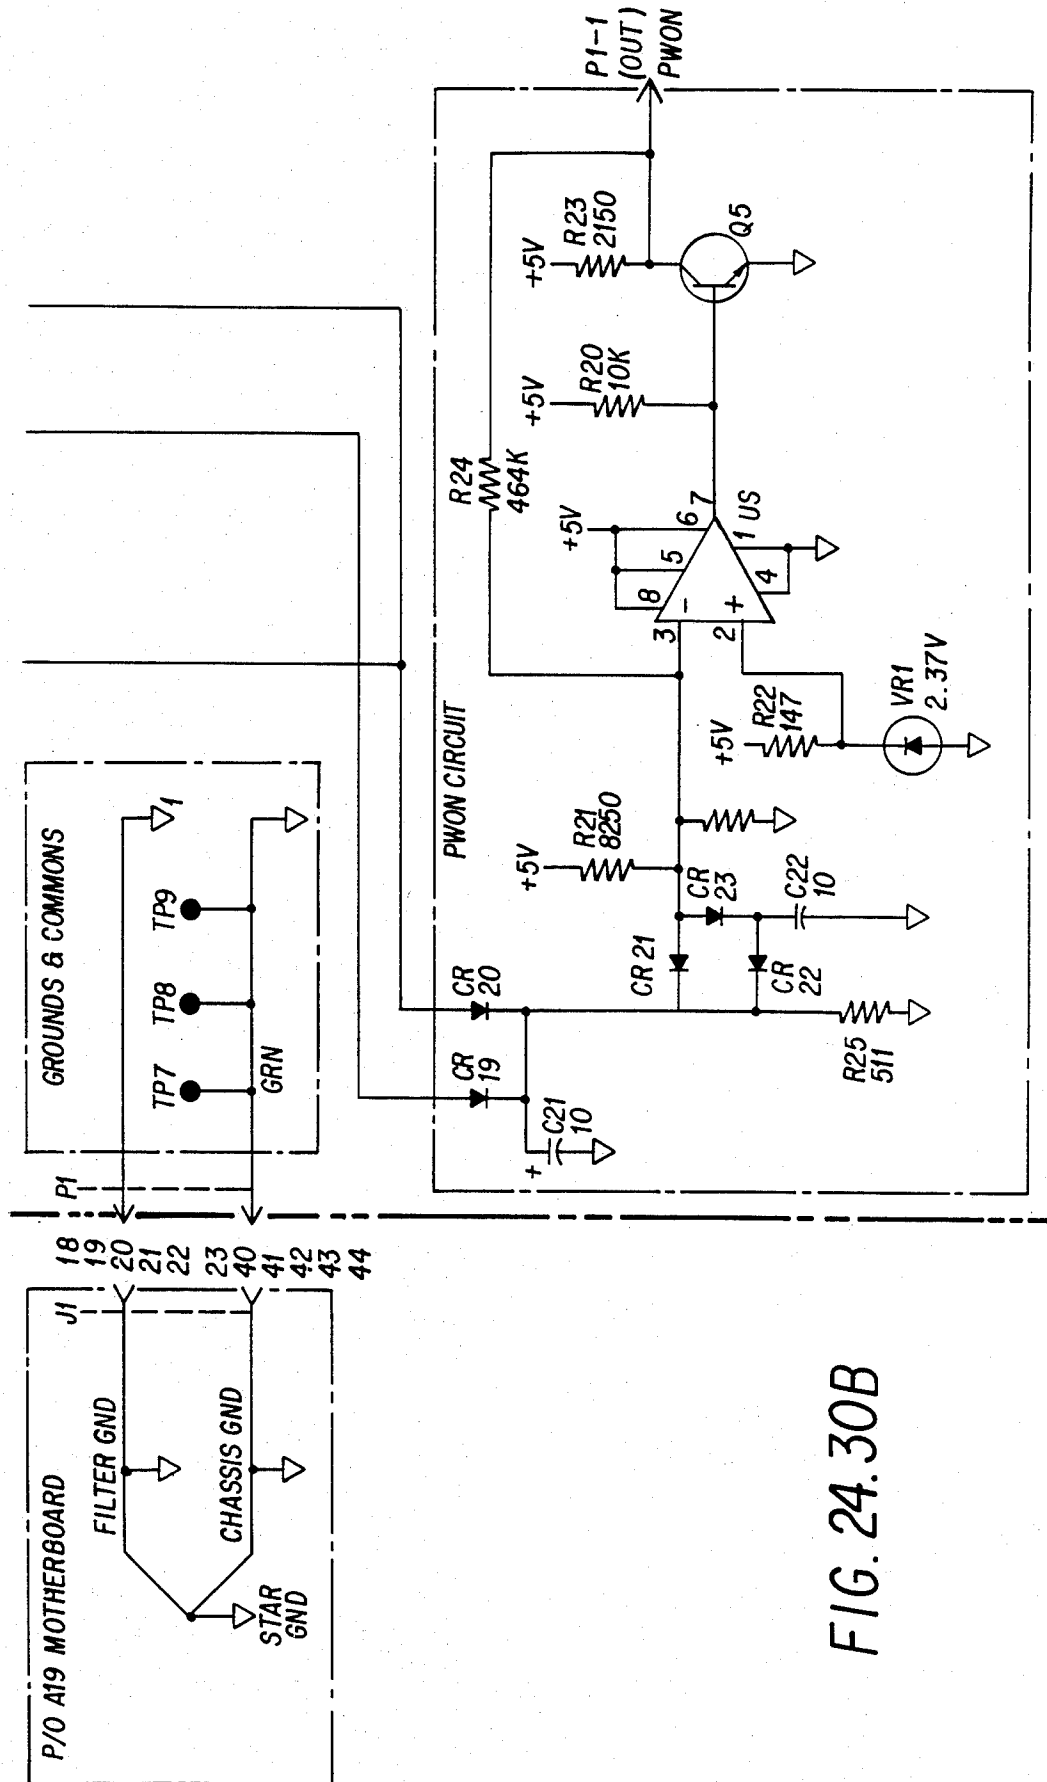 P1-1
(OUT)
PWON
PWON CIRCUIT
+5V
R23
2150
Q5
+5V
R20
10K
R24
464K
+5V
6
7
5
8
1
US
4
3
-
2
+
+5V
R22
147
VR1
2.37V
+5V
R21
8250
CR
23
C22
10
CR 21
CR
22
R25
511
CR
20
CR
19
+
C21
10
GROUNDS & COMMONS
1
TP9
TP8
TP7
GRN
P1
18
19
20
21
22
23
40
41
42
43
44
J1
P/O A19 MOTHERBOARD
FILTER GND
CHASSIS GND
STAR
GND
FIG. 24.30B